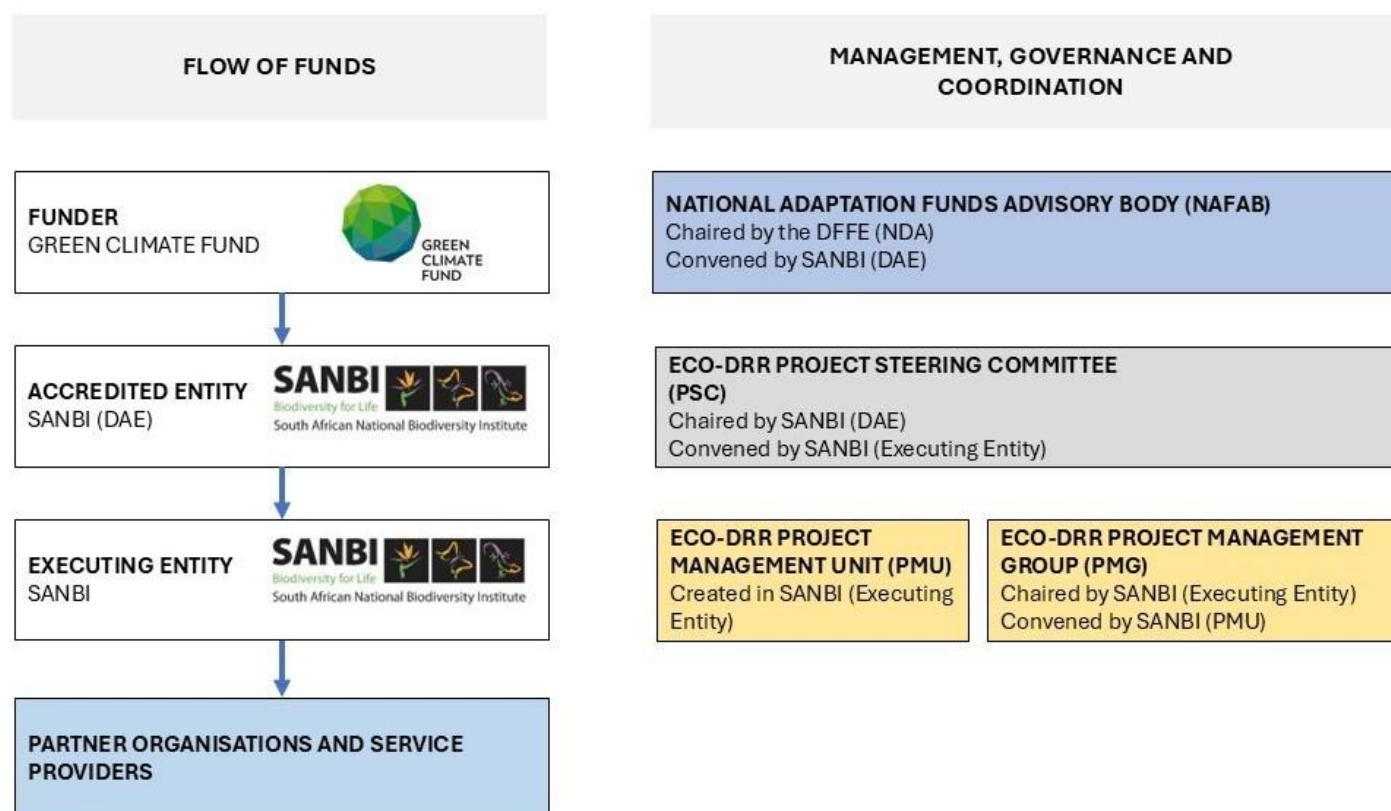 FLOW OF FUNDS
MANAGEMENT, GOVERNANCE AND
COORDINATION
FUNDER
GREEN CLIMATE FUND
GREEN
CLIMATE
FUND
NATIONAL ADAPTATION FUNDS ADVISORY BODY (NAFAB)
Chaired by the DFFE (NDA)
Convened by SANBI (DAE)
ACCREDITED ENTITY
SANBI (DAE)
SANBI
Biodiversity for Life
South African National Biodiversity Institute
ECO-DRR PROJECT STEERING COMMITTEE
(PSC)
Chaired by SANBI (DAE)
Convened by SANBI (Executing Entity)
EXECUTING ENTITY
SANBI
SANBI
Biodiversity for Life
South African National Biodiversity Institute
ECO-DRR PROJECT
MANAGEMENT UNIT (PMU)
Created in SANBI (Executing
Entity)
ECO-DRR PROJECT MANAGEMENT
GROUP (PMG)
Chaired by SANBI (Executing Entity)
Convened by SANBI (PMU)
PARTNER ORGANISATIONS AND SERVICE
PROVIDERS